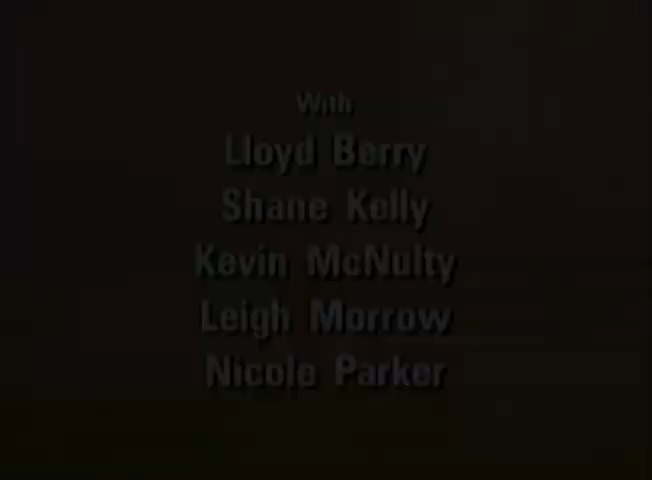 With
Lloyd Berry
Shane Kelly
Kevin McNulty
Leigh Morrow
Nicole Parker